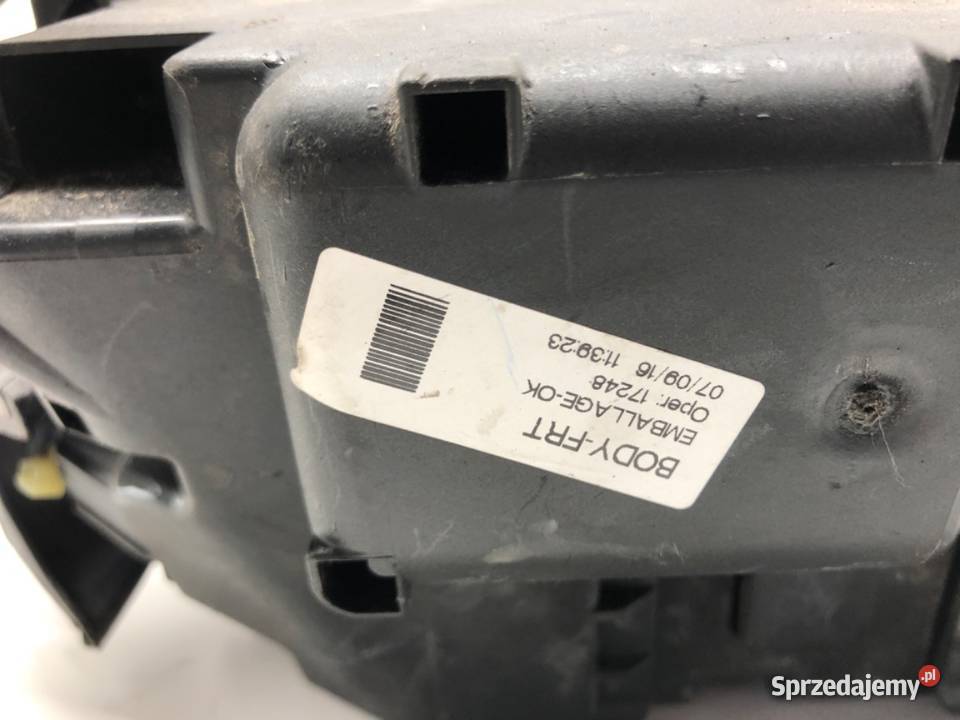 BODY-FRT
EMBALLAGE-OK
Oper: 17248
07/09/16 11:39:23
Sprzedajemy.pl